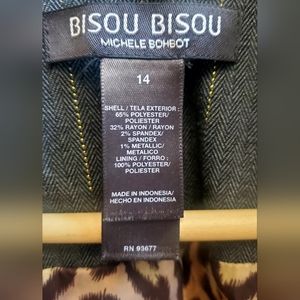 BISOU BISOU
MICHELE BOHBOT
14
SHELL / TELA EXTERIOR:
65% POLYESTER/
POLIESTER
32% RAYON / RAYON
2% SPANDEX/
SPANDEX
1% METALLIC/
METALICO
LINING / FORRO:
100% POLYESTER/
POLIESTER
MADE IN INDONESIA/
HECHO EN INDONESIA
RN 93677